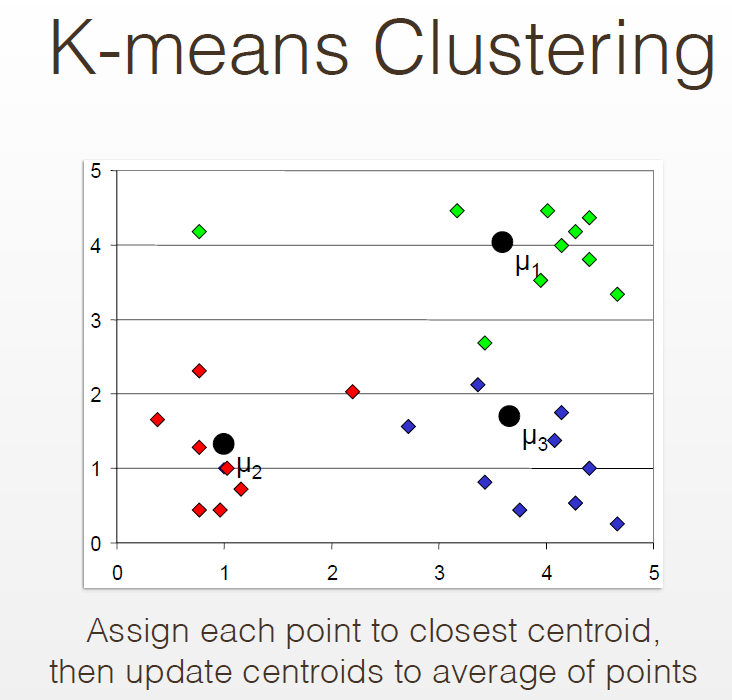 K-means Clustering
5
4
3
2
1
0
0 1 2 3 4 5
μ1
μ2
μ3
Assign each point to closest centroid,
then update centroids to average of points